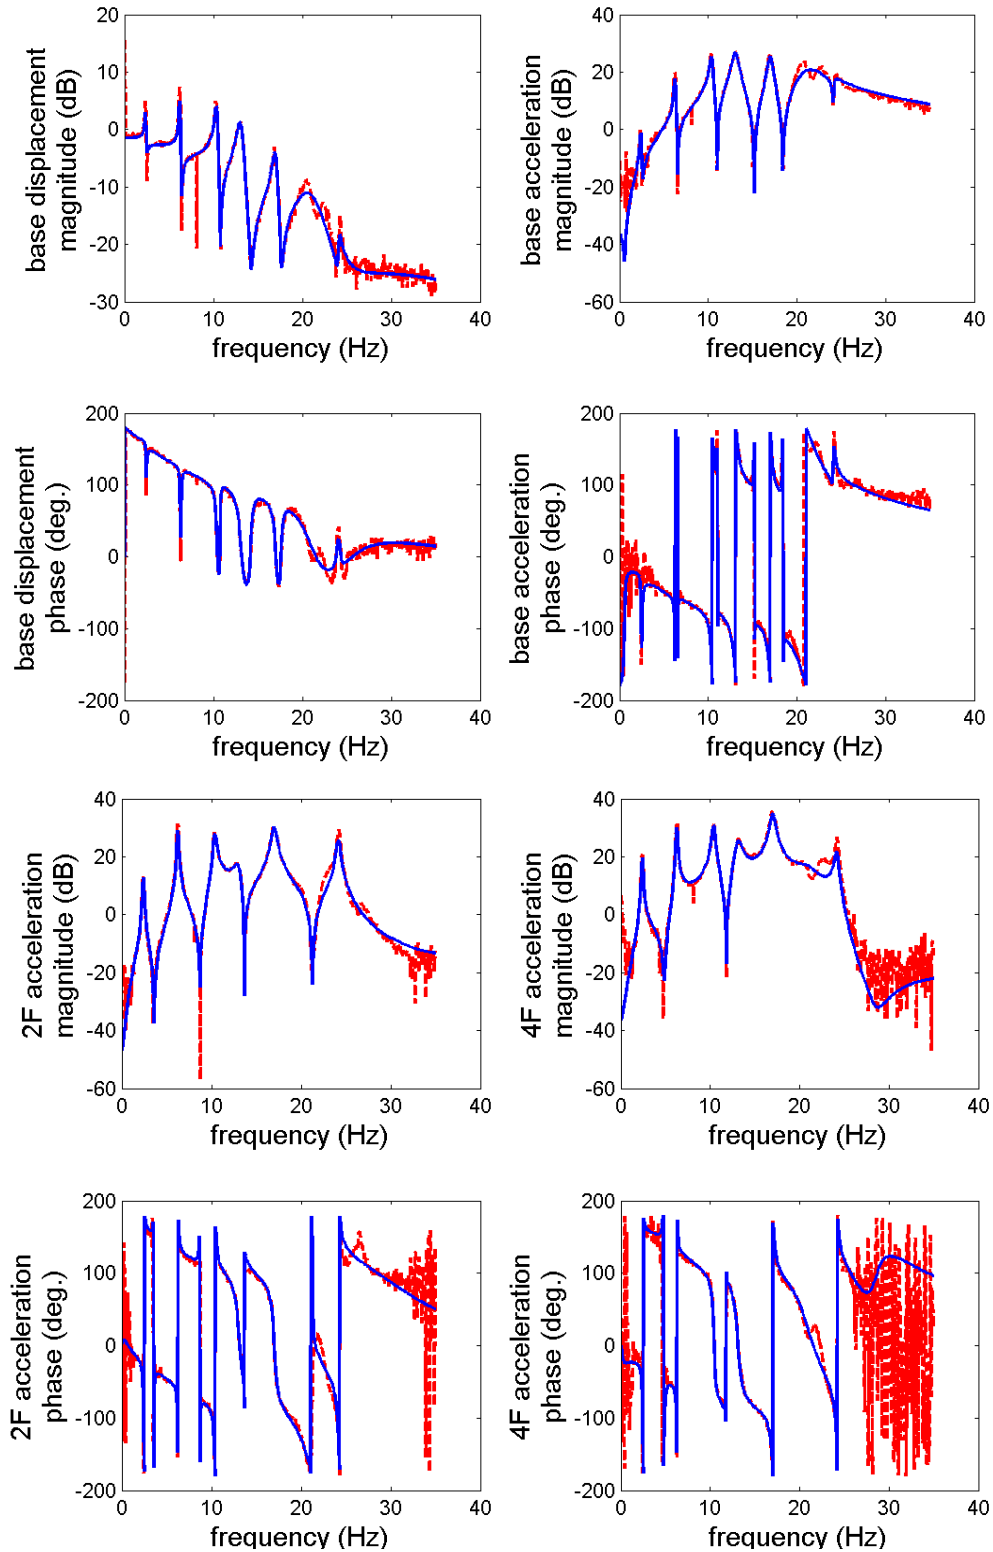 20
10
0
-10
-20
-30
base displacement
magnitude (dB)
0 10 20 30 40
frequency (Hz)
40
20
0
-20
-40
-60
base acceleration
magnitude (dB)
0 10 20 30 40
frequency (Hz)
200
100
0
-100
-200
base displacement
phase (deg.)
0 10 20 30 40
frequency (Hz)
200
100
0
-100
-200
base acceleration
phase (deg.)
0 10 20 30 40
frequency (Hz)
40
20
0
-20
-40
-60
2F acceleration
magnitude (dB)
0 10 20 30 40
frequency (Hz)
40
20
0
-20
-40
-60
4F acceleration
magnitude (dB)
0 10 20 30 40
frequency (Hz)
200
100
0
-100
-200
2F acceleration
phase (deg.)
0 10 20 30 40
frequency (Hz)
200
100
0
-100
-200
4F acceleration
phase (deg.)
0 10 20 30 40
frequency (Hz)